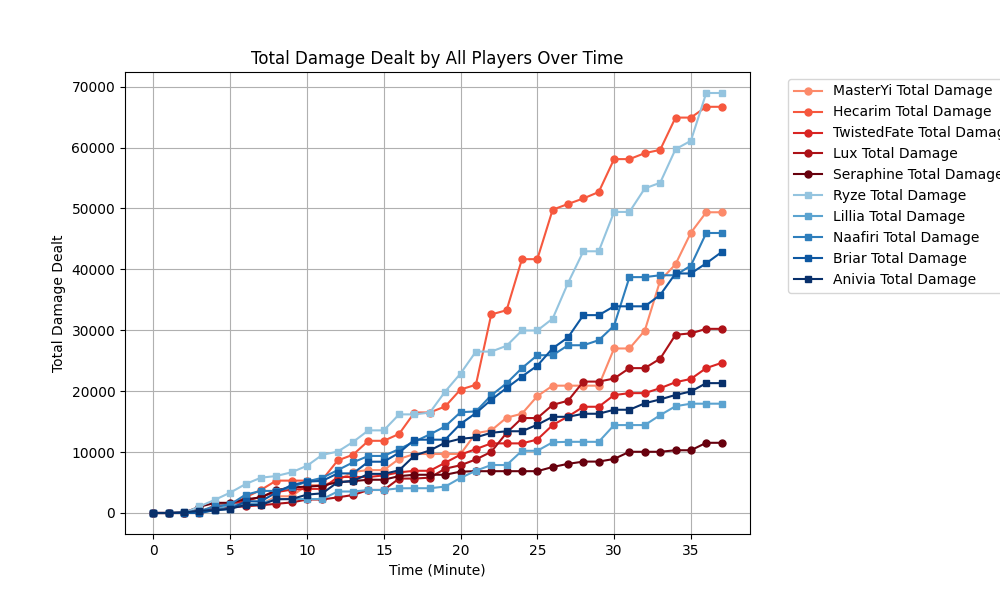 Total Damage Dealt by All Players Over Time
Total Damage Dealt
70000
60000
50000
40000
30000
20000
10000
0
0 5 10 15 20 25 30 35
Time (Minute)
MasterYi Total Damage
Hecarim Total Damage
TwistedFate Total Damag
Lux Total Damage
Seraphine Total Damage
Ryze Total Damage
Lillia Total Damage
Naafiri Total Damage
Briar Total Damage
Anivia Total Damage